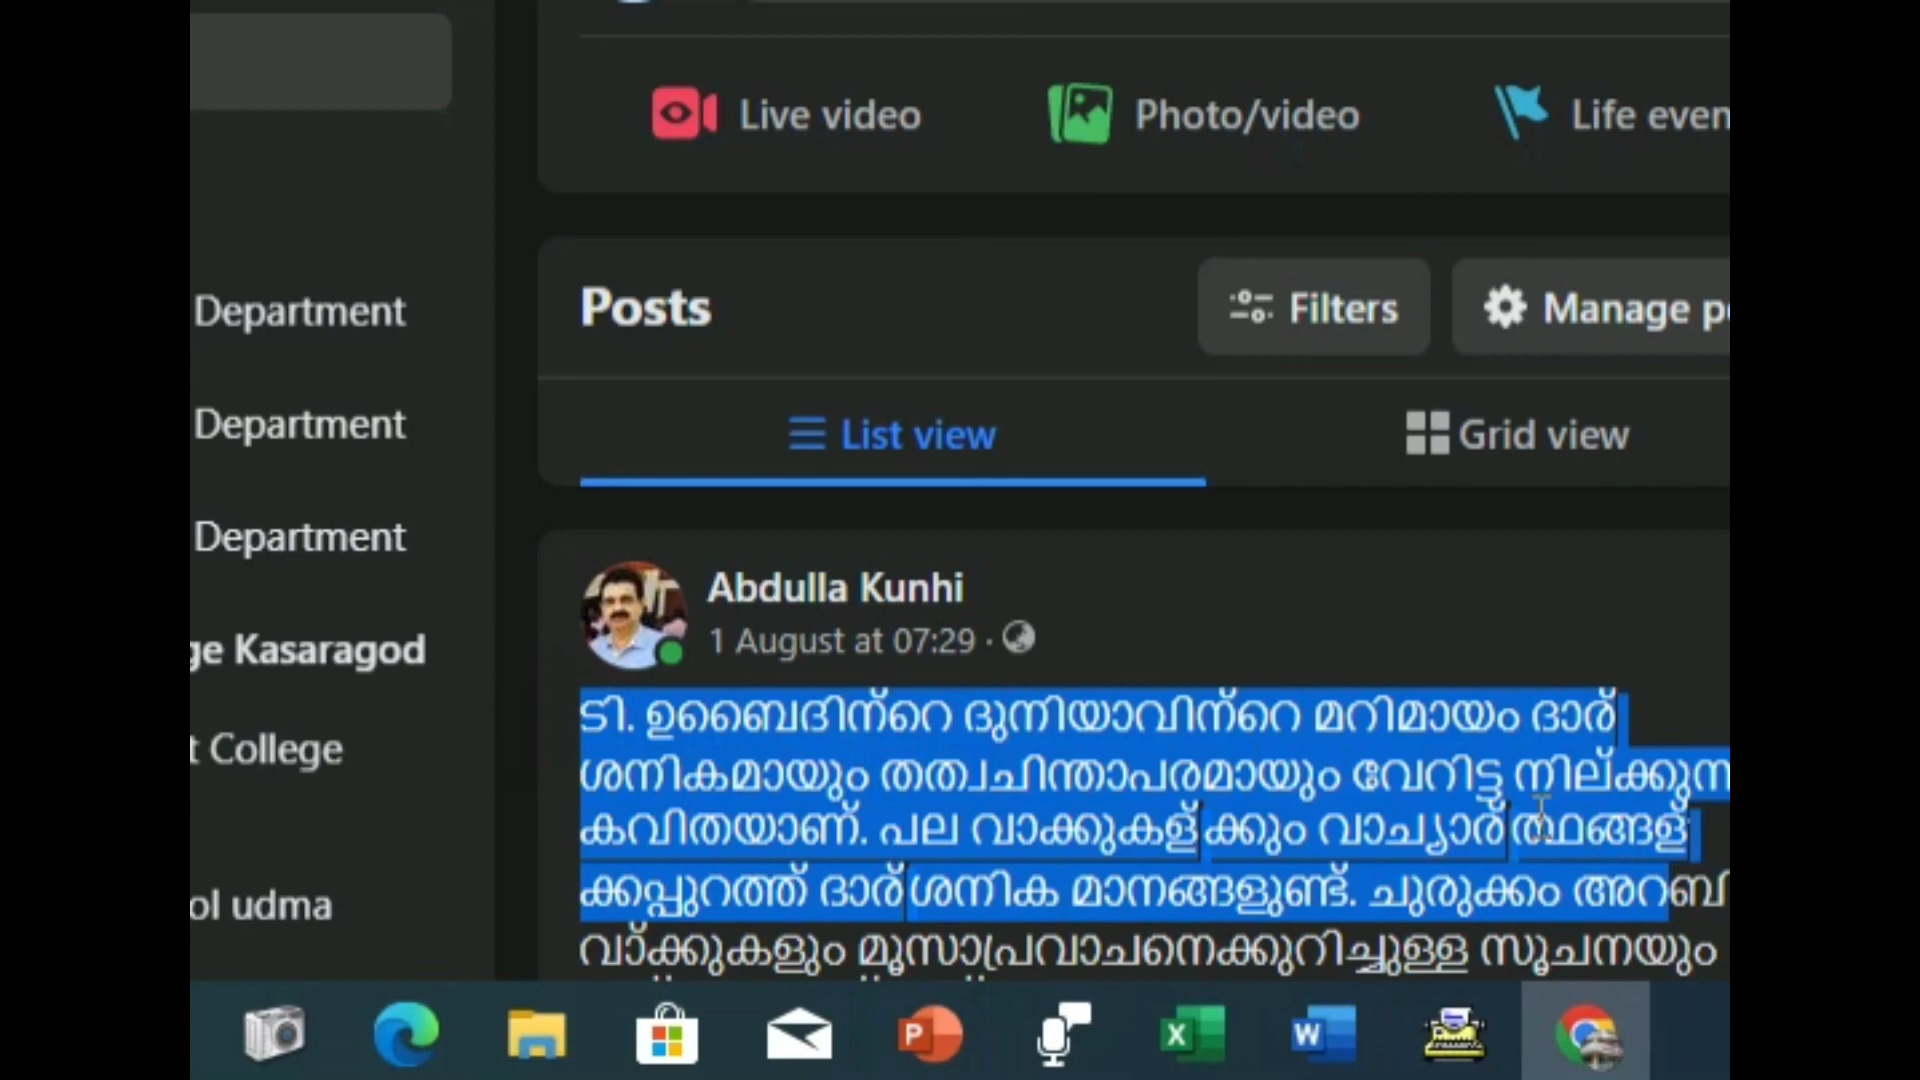 Live video
Photo/video
Life even
Department
Posts
Filters
Manage
Department
List view
Grid view
Department
Abdulla Kunhi
1 August at 07:29
Kasaragod
ടി. ഉബൈദിന്റെ ദുനിയാവിന്റെ മറിമായം ദാര്
ശനികമായും തത്വചിന്താപരമായും വേറിട്ടു നില്ക്കുന്ന
College
കവിതയാണ്. പല വാക്കുകള്ക്കും വാച്യാര്ത്ഥങ്ങള്
ക്കപ്പുറത്ത് ദാര്ശനിക മാനങ്ങളുണ്ട്. ചുരുക്കം അറബി
ol udma
വാ്ക്കുകളും മൂസാപ്രവാചനെക്കുറിച്ചുള്ള സൂചനയും